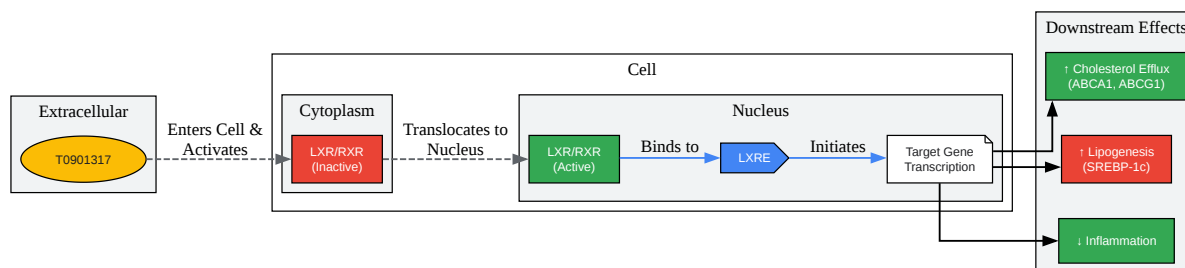 Extracellular
T0901317
Enters Cell &
Activates
Cell
Cytoplasm
LXR/RXR
(Inactive)
Translocates to
Nucleus
Nucleus
LXR/RXR
(Active)
Binds to
LXRE
Initiates
Target Gene
Transcription
Downstream Effects
↑ Cholesterol Efflux
(ABCA1, ABCG1)
↑ Lipogenesis
(SREBP-1c)
↓ Inflammation